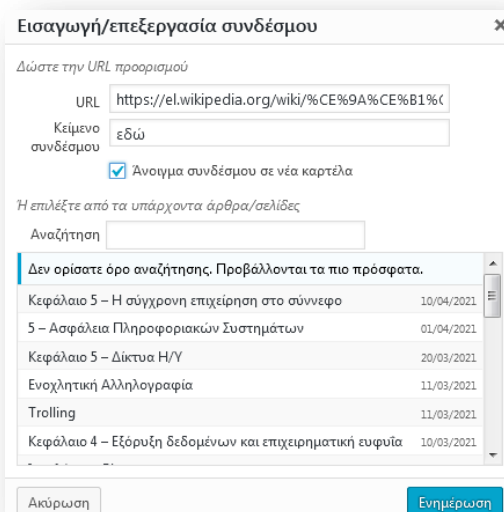 Εισαγωγή/επεξεργασία συνδέσμου
Δώστε την URL προορισμού
URL https://el.wikipedia.org/wiki/%CE%9A%CE%B1%
Κείμενο συνδέσμου εδώ
Άνοιγμα συνδέσμου σε νέα καρτέλα
Ή επιλέξτε από τα υπάρχοντα άρθρα/σελίδες
Αναζήτηση
Δεν ορίσατε όρο αναζήτησης. Προβάλλονται τα πιο πρόσφατα.
Κεφάλαιο 5 – Η σύγχρονη επιχείρηση στο σύννεφο 10/04/2021
5 – Ασφάλεια Πληροφοριακών Συστημάτων 01/04/2021
Κεφάλαιο 5 – Δίκτυα Η/Υ 20/03/2021
Ενοχλητική Αλληλογραφία 11/03/2021
Trolling 11/03/2021
Κεφάλαιο 4 – Εξόρυξη δεδομένων και επιχειρηματική ευφυΐα 10/03/2021
Ακύρωση Ενημέρωση